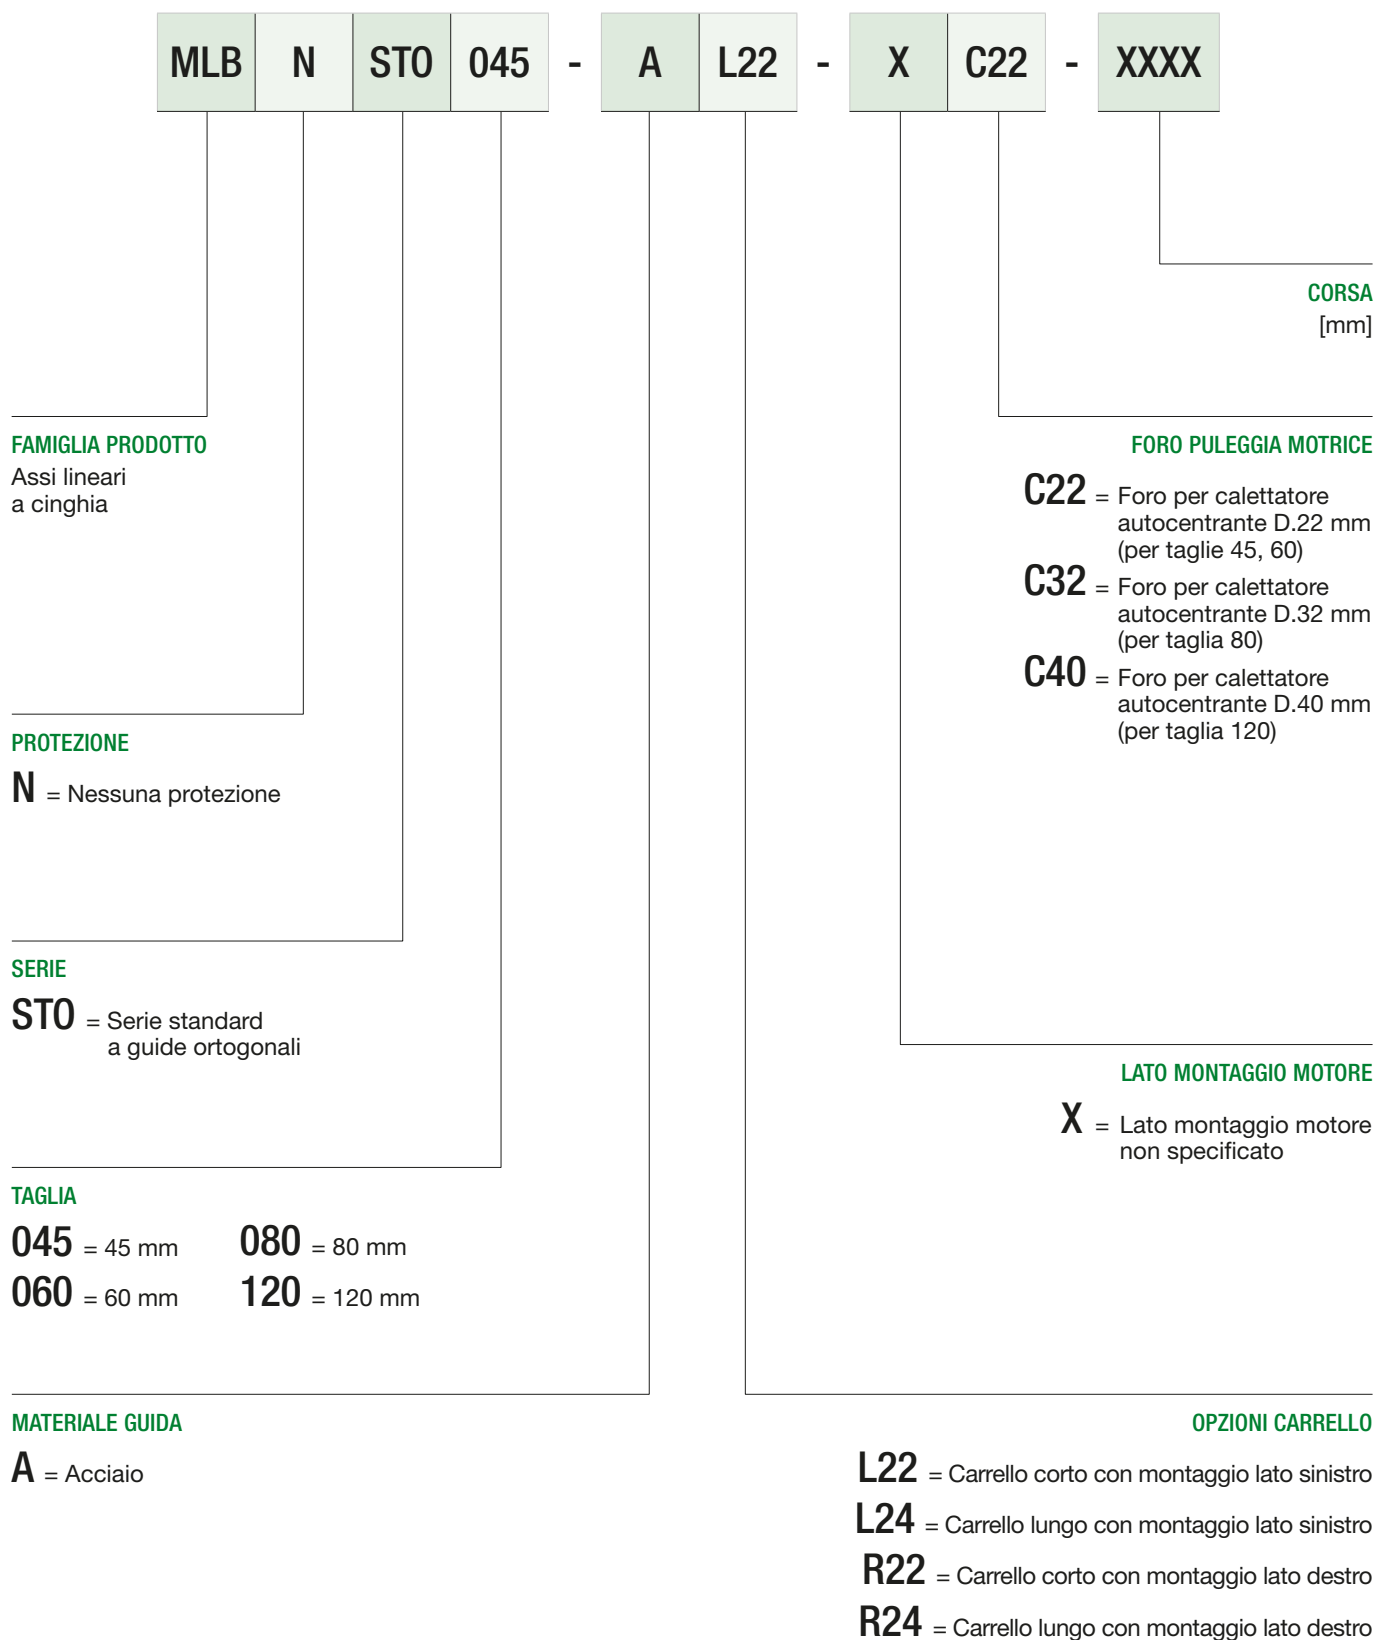 MLB N STO 045 - A L22 - X C22 - XXXX
CORSA
[mm]
FAMIGLIA PRODOTTO
Assi lineari
a cinghia
FORO PULEGGIA MOTRICE
C22 = Foro per calettatore
autocentrante D.22 mm
(per taglie 45, 60)
C32 = Foro per calettatore
autocentrante D.32 mm
(per taglia 80)
C40 = Foro per calettatore
autocentrante D.40 mm
(per taglia 120)
PROTEZIONE
N = Nessuna protezione
SERIE
STO = Serie standard
a guide ortogonali
LATO MONTAGGIO MOTORE
X = Lato montaggio motore
non specificato
TAGLIA
045 = 45 mm 080 = 80 mm
060 = 60 mm 120 = 120 mm
MATERIALE GUIDA
A = Acciaio
OPZIONI CARRELLO
L22 = Carrello corto con montaggio lato sinistro
L24 = Carrello lungo con montaggio lato sinistro
R22 = Carrello corto con montaggio lato destro
R24 = Carrello lungo con montaggio lato destro